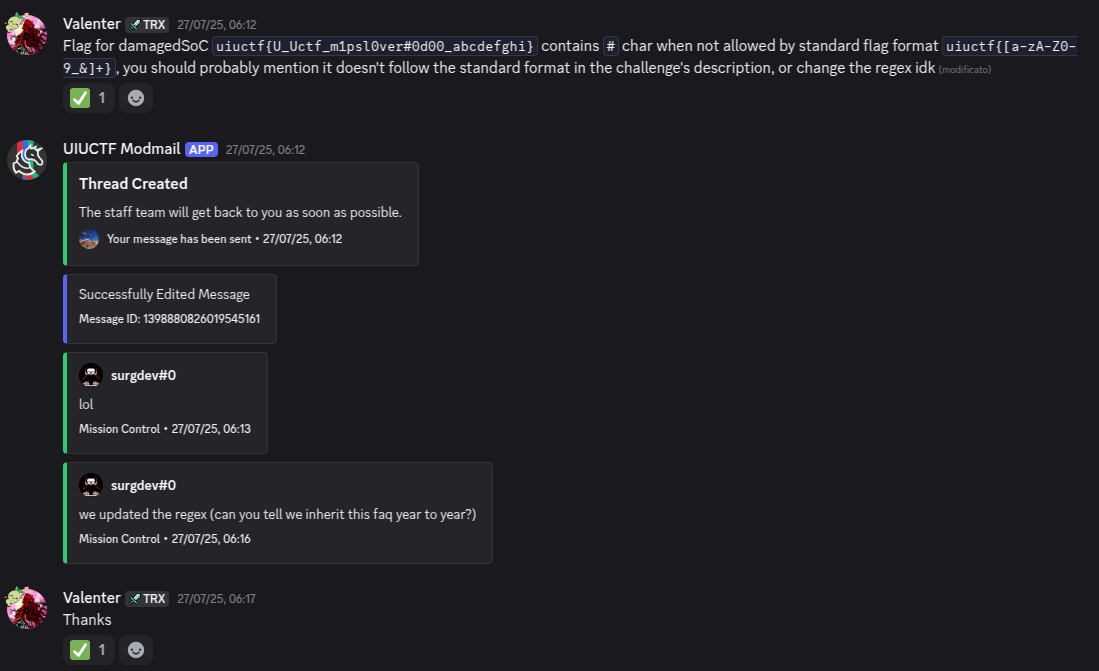 Valenter TRX 27/07/25, 06:12
Flag for damagedSoC uiuctf{U_Uctf_m1psl0ver#0d00_abcdefghi} contains # char when not allowed by standard flag format uiuctf{[a-zA-Z0-
9_&]+}, you should probably mention it doesn't follow the standard format in the challenge's description, or change the regex idk (modificato)
1
UIUCTF Modmail APP 27/07/25, 06:12
Thread Created
The staff team will get back to you as soon as possible.
Your message has been sent • 27/07/25, 06:12
Successfully Edited Message
Message ID: 1398880826019545161
surgdev#0
lol
Mission Control • 27/07/25, 06:13
surgdev#0
we updated the regex (can you tell we inherit this faq year to year?)
Mission Control • 27/07/25, 06:16
Valenter TRX 27/07/25, 06:17
Thanks
1